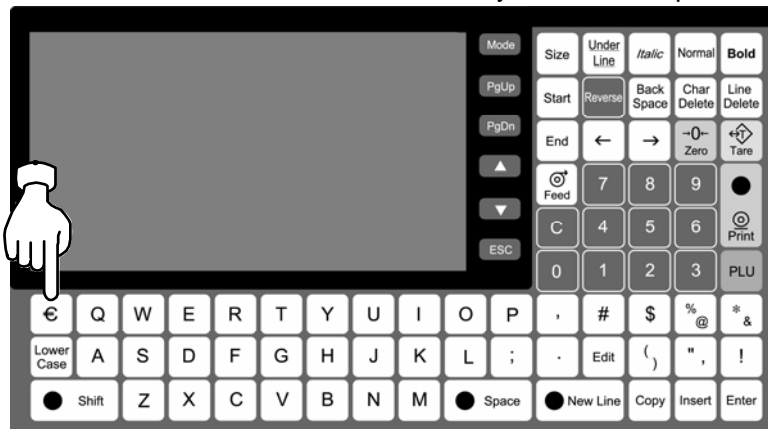 Mode
PgUp
PgDn
ESC
Size Under Line Italic Normal Bold
Start Reverse Back Space Char Delete Line Delete
End ← → →0← Zero ←T→ Tare
Feed 7 8 9
C 4 5 6 Print
0 1 2 3 PLU
€ Q W E R T Y U I O P , # $ % @ * &
Lower Case A S D F G H J K L ; . Edit ( ) " , !
Shift Z X C V B N M Space New Line Copy Insert Enter